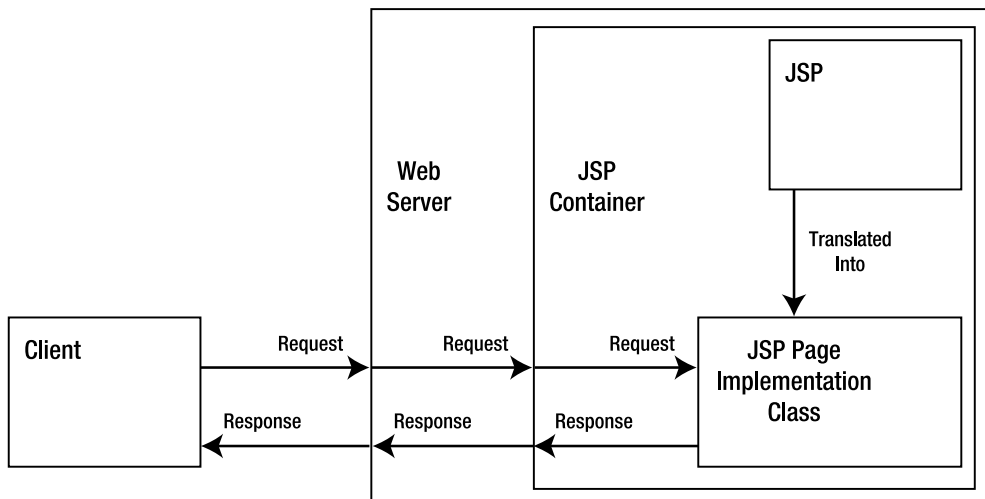 JSP
Web
Server
JSP
Container
Translated
Into
Client
Request
Request
Request
JSP Page
Implementation
Class
Response
Response
Response